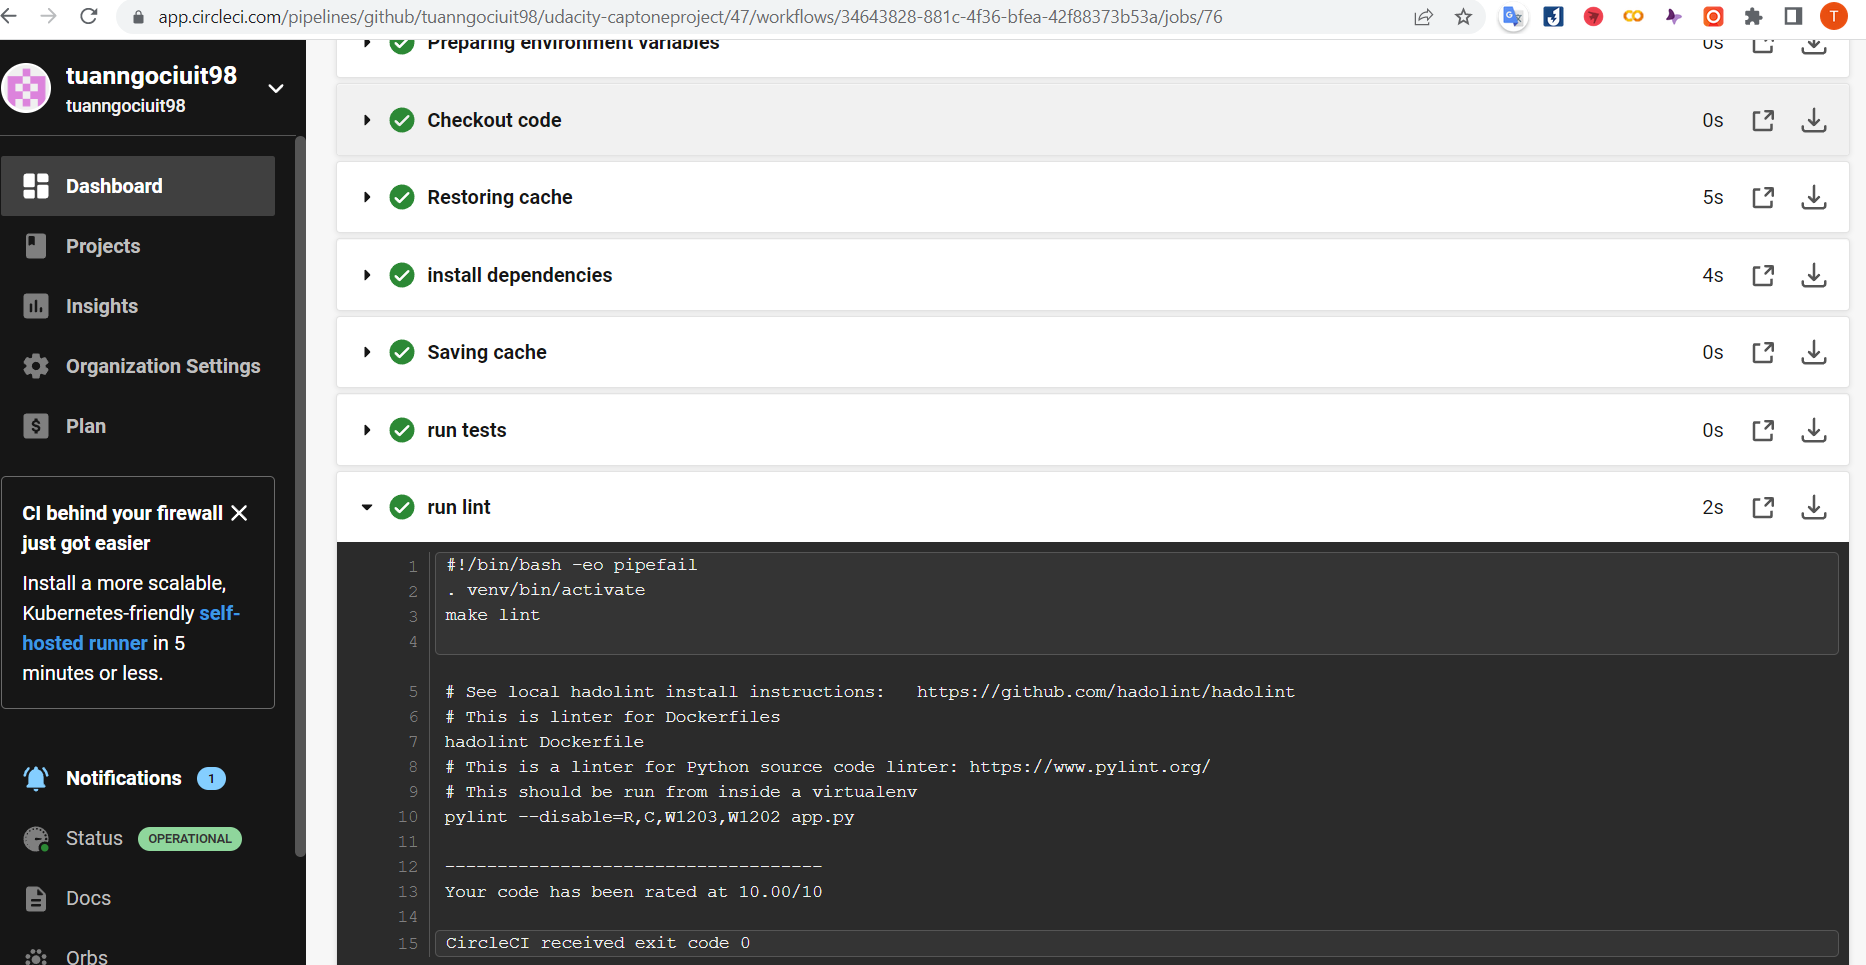 app.circleci.com/pipelines/github/tuanngociuit98/udacity-captoneproject/47/workflows/34643828-881c-4f36-bfea-42f88373b53a/jobs/76
T
tuanngociuit98
tuanngociuit98
Dashboard
Projects
Insights
Organization Settings
Plan
CI behind your firewall
just got easier
Install a more scalable,
Kubernetes-friendly self-
hosted runner in 5
minutes or less.
Notifications 1
Status OPERATIONAL
Docs
Orbs
Preparing environment variables 0s
Checkout code 0s
Restoring cache 5s
install dependencies 4s
Saving cache 0s
run tests 0s
run lint 2s
1 #!/bin/bash -eo pipefail
2 . venv/bin/activate
3 make lint
4
5 # See local hadolint install instructions:   https://github.com/hadolint/hadolint
6 # This is linter for Dockerfiles
7 hadolint Dockerfile
8 # This is a linter for Python source code linter: https://www.pylint.org/
9 # This should be run from inside a virtualenv
10 pylint --disable=R,C,W1203,W1202 app.py
11
12 ------------------------------------
13 Your code has been rated at 10.00/10
14
15 CircleCI received exit code 0